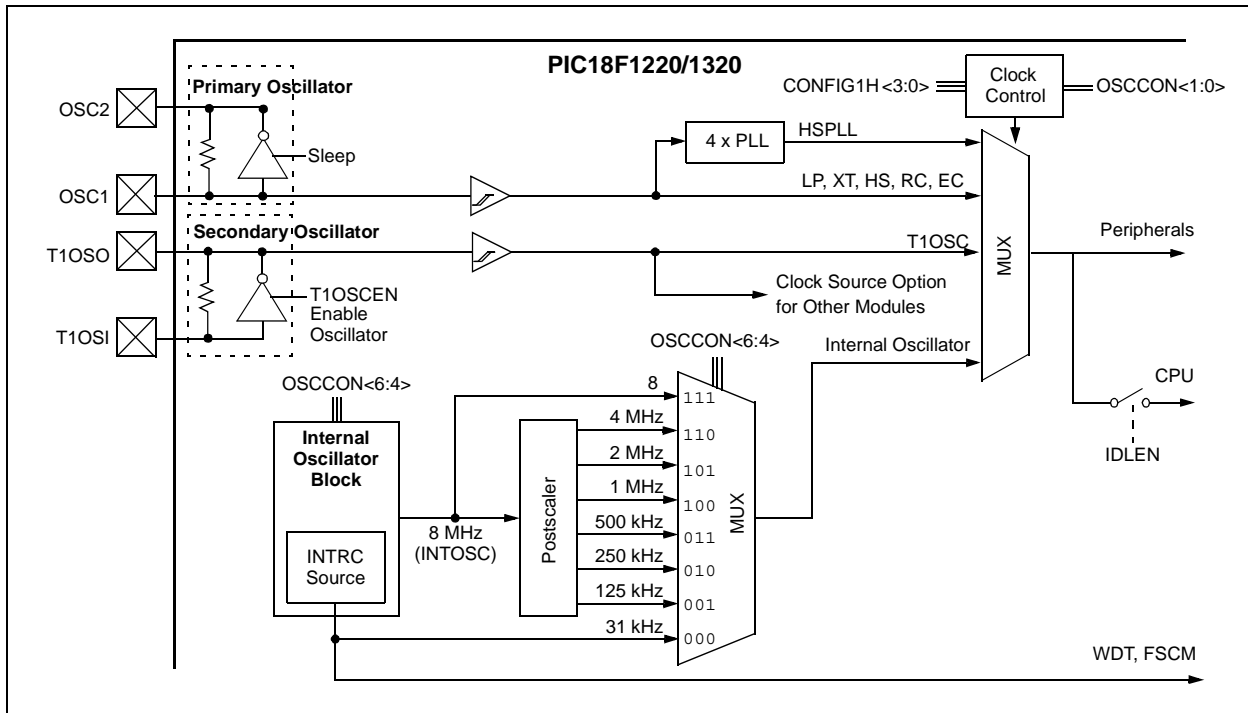 PIC18F1220/1320
Primary Oscillator
OSC2
Sleep
OSC1
4 x PLL
HSPLL
LP, XT, HS, RC, EC
CONFIG1H <3:0>
Clock
Control
OSCCON<1:0>
Secondary Oscillator
T1OSO
T1OSCEN
Enable
Oscillator
T1OSI
T1OSC
Clock Source Option
for Other Modules
Internal Oscillator
MUX
Peripherals
CPU
IDLEN
OSCCON<6:4>
Internal
Oscillator
Block
INTRC
Source
8 MHz
(INTOSC)
Postscaler
OSCCON<6:4>
8
111
4 MHz
110
2 MHz
101
1 MHz
100
500 kHz
011
250 kHz
010
125 kHz
001
31 kHz
000
MUX
WDT, FSCM